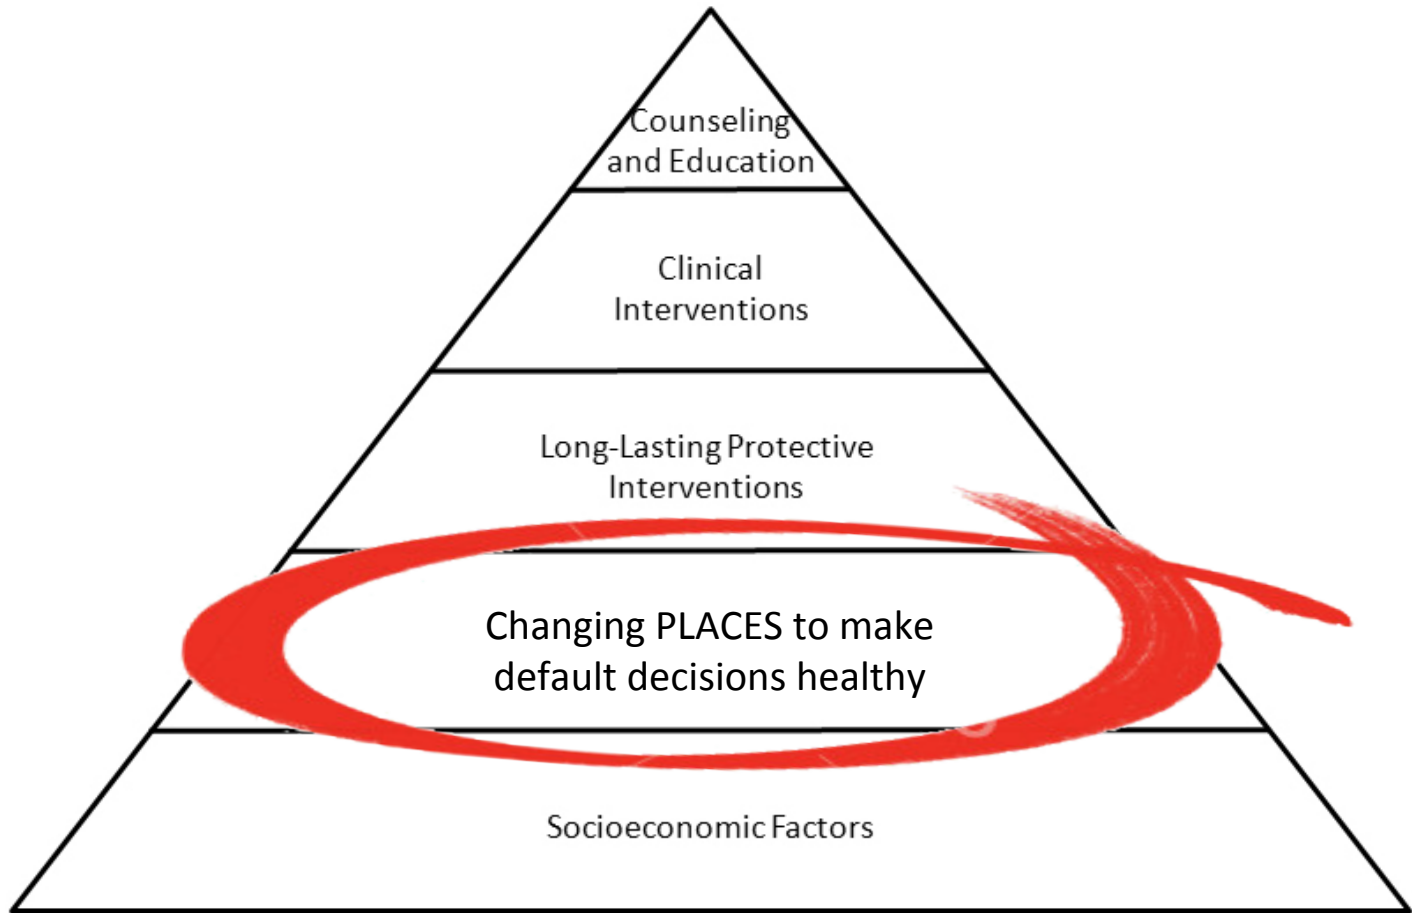 Counseling
and Education
Clinical
Interventions
Long-Lasting Protective
Interventions
Changing PLACES to make
default decisions healthy
Socioeconomic Factors